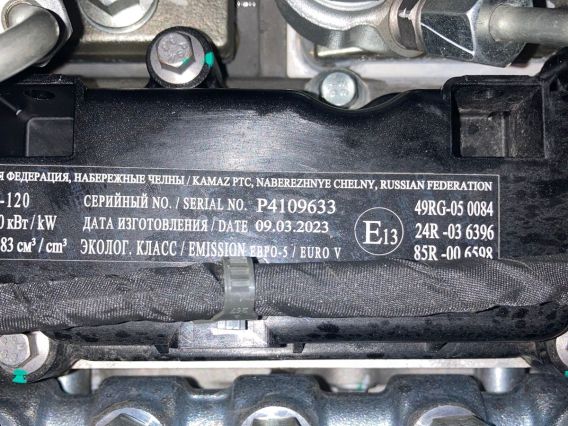 Я ФЕДЕРАЦИЯ, НАБЕРЕЖНЫЕ ЧЕЛНЫ / KAMAZ PTC, NABEREZHNYE CHELNY, RUSSIAN FEDERATION
-120 СЕРИЙНЫЙ NO. / SERIAL NO. P4109633 49RG-05 0084
0 кВт / kW ДАТА ИЗГОТОВЛЕНИЯ / DATE 09.03.2023 E13 24R -03 6396
83 см³ / cm³ ЭКОЛОГ. КЛАСС / EMISSION ЕВРО-5 / EURO V 85R -00 6598